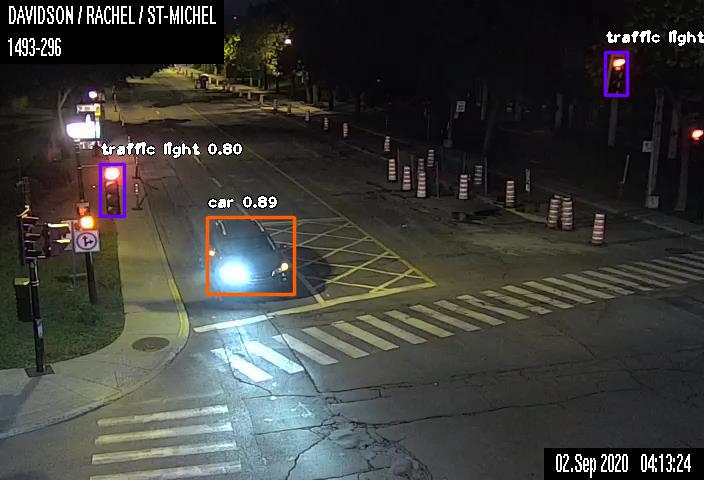 DAVIDSON / RACHEL / ST-MICHEL
1493-296
traffic light
traffic light 0.80
car 0.89
02.Sep 2020 04:13:24